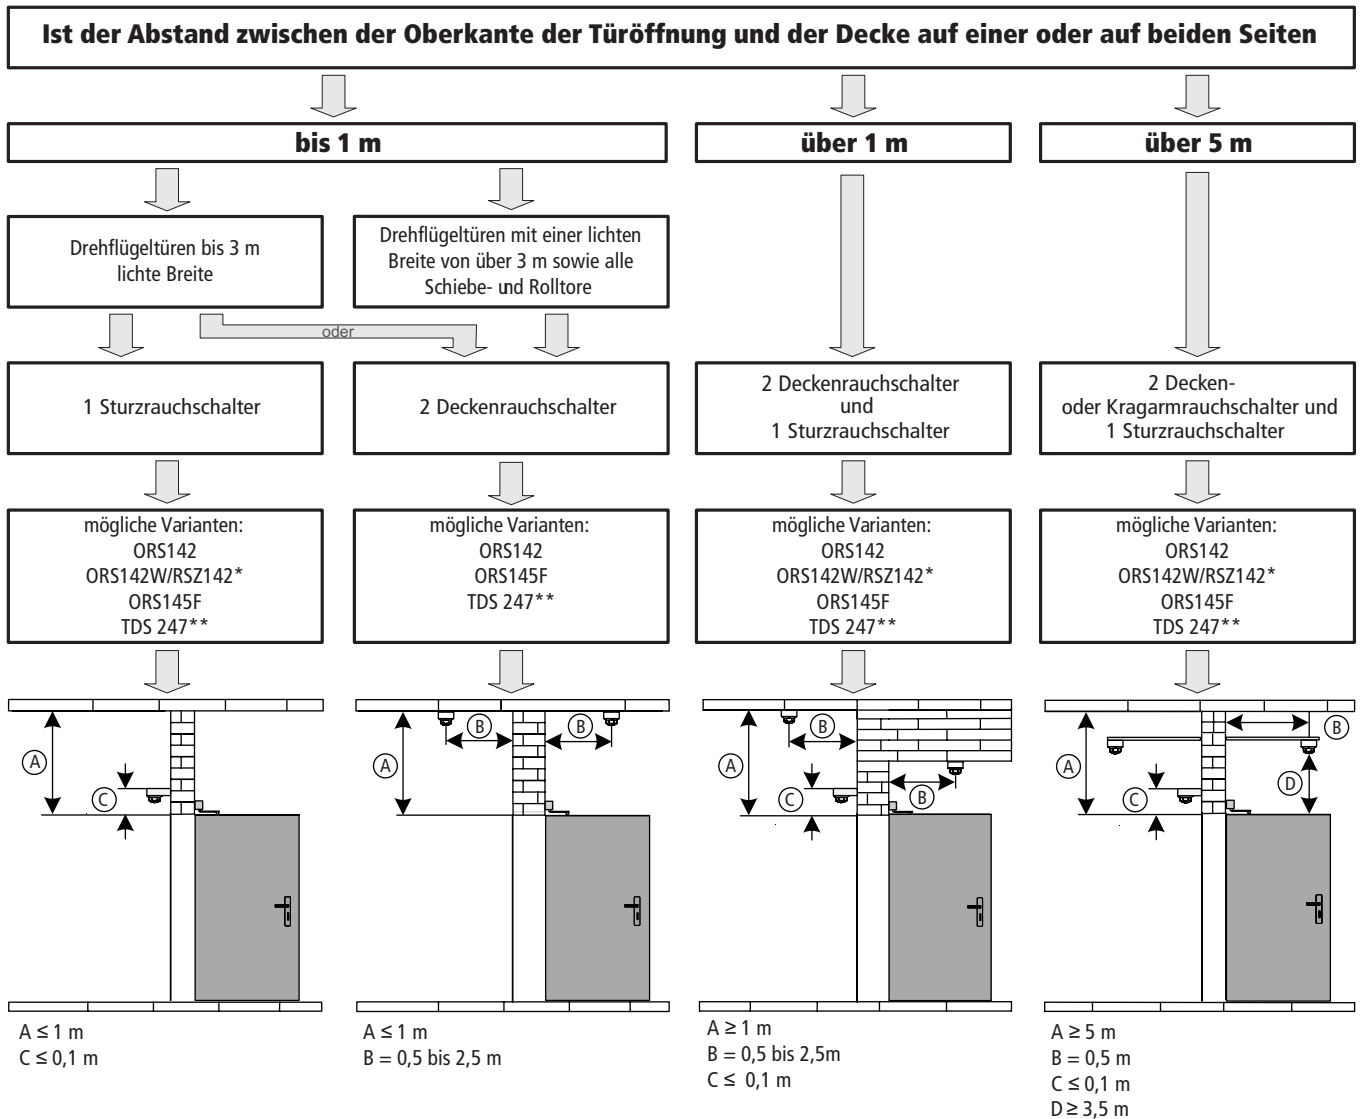 Ist der Abstand zwischen der Oberkante der Türöffnung und der Decke auf einer oder auf beiden Seiten
bis 1 m
über 1 m
über 5 m
Drehflügeltüren bis 3 m
lichte Breite
Drehflügeltüren mit einer lichten
Breite von über 3 m sowie alle
Schiebe- und Rolltore
oder
1 Sturzrauchschalter
2 Deckenrauchschalter
2 Deckenrauchschalter
und
1 Sturzrauchschalter
2 Decken-
oder Kragarmrauchschalter und
1 Sturzrauchschalter
mögliche Varianten:
ORS142
ORS142W/RSZ142*
ORS145F
TDS 247**
mögliche Varianten:
ORS142
ORS145F
TDS 247**
mögliche Varianten:
ORS142
ORS142W/RSZ142*
ORS145F
TDS 247**
mögliche Varianten:
ORS142
ORS142W/RSZ142*
ORS145F
TDS 247**
A
C
A ≤ 1 m
C ≤ 0,1 m
B
B
A
A ≤ 1 m
B = 0,5 bis 2,5 m
B
A
C
B
A ≥ 1 m
B = 0,5 bis 2,5m
C ≤ 0,1 m
B
A
D
C
A ≥ 5 m
B = 0,5 m
C ≤ 0,1 m
D ≥ 3,5 m